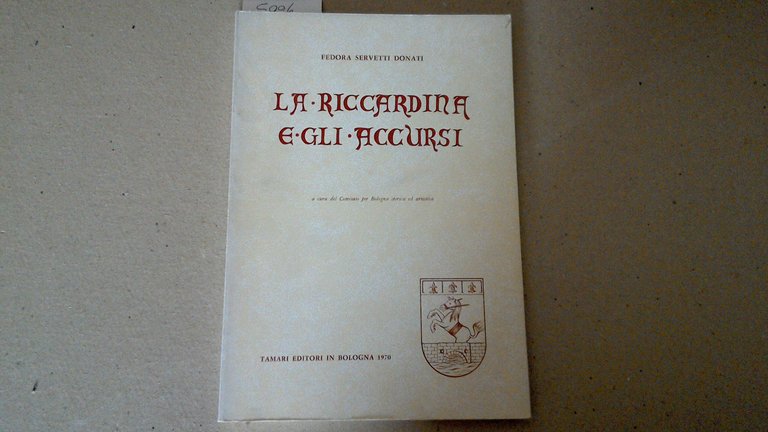 FEDORA SERVETTI DONATI
LA·RICCARDINA
E·GLI·ACCURSI
a cura del Comitato per Bologna storica ed artistica
TAMARI EDITORI IN BOLOGNA 1970